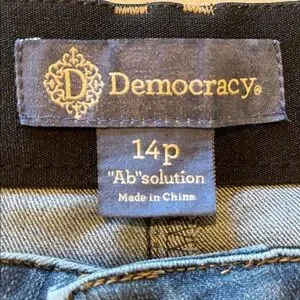 D Democracy®
14p
"Ab"solution
Made in China